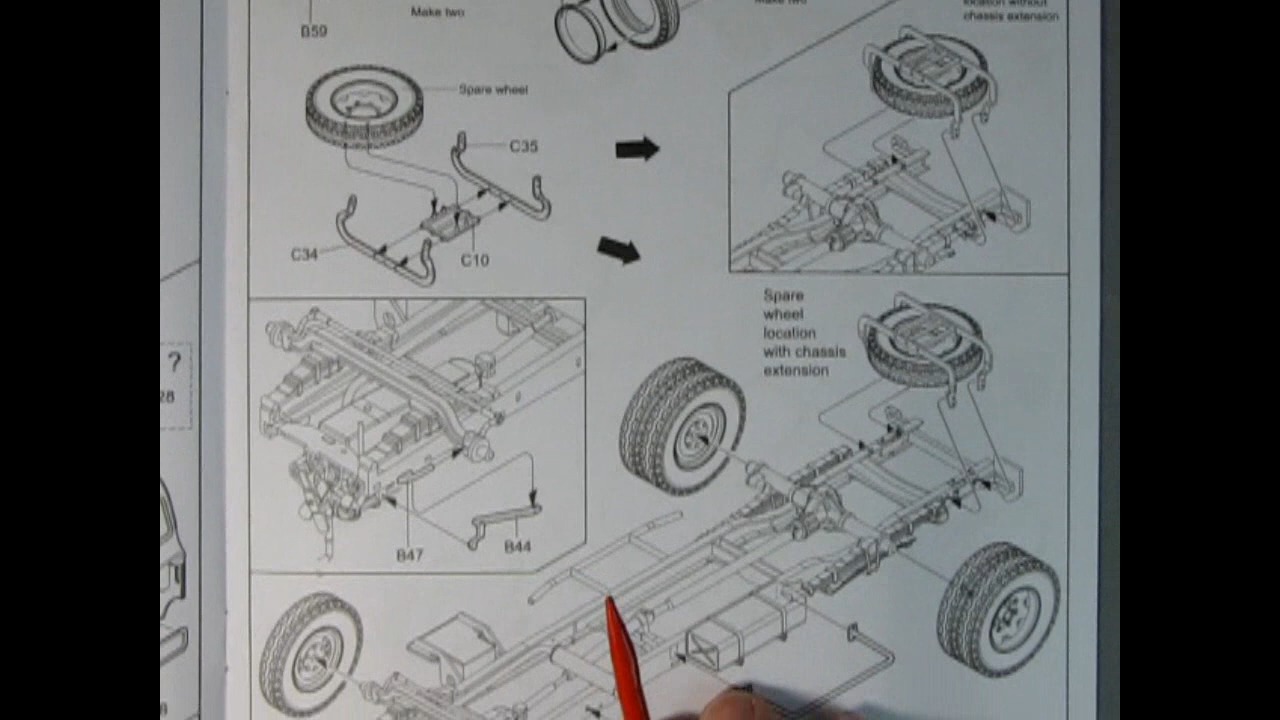 Make two
Make two
location without
chassis extension
B59
Spare wheel
C35
C34
C10
Spare
wheel
location
with chassis
extension
?
28
B47
B44